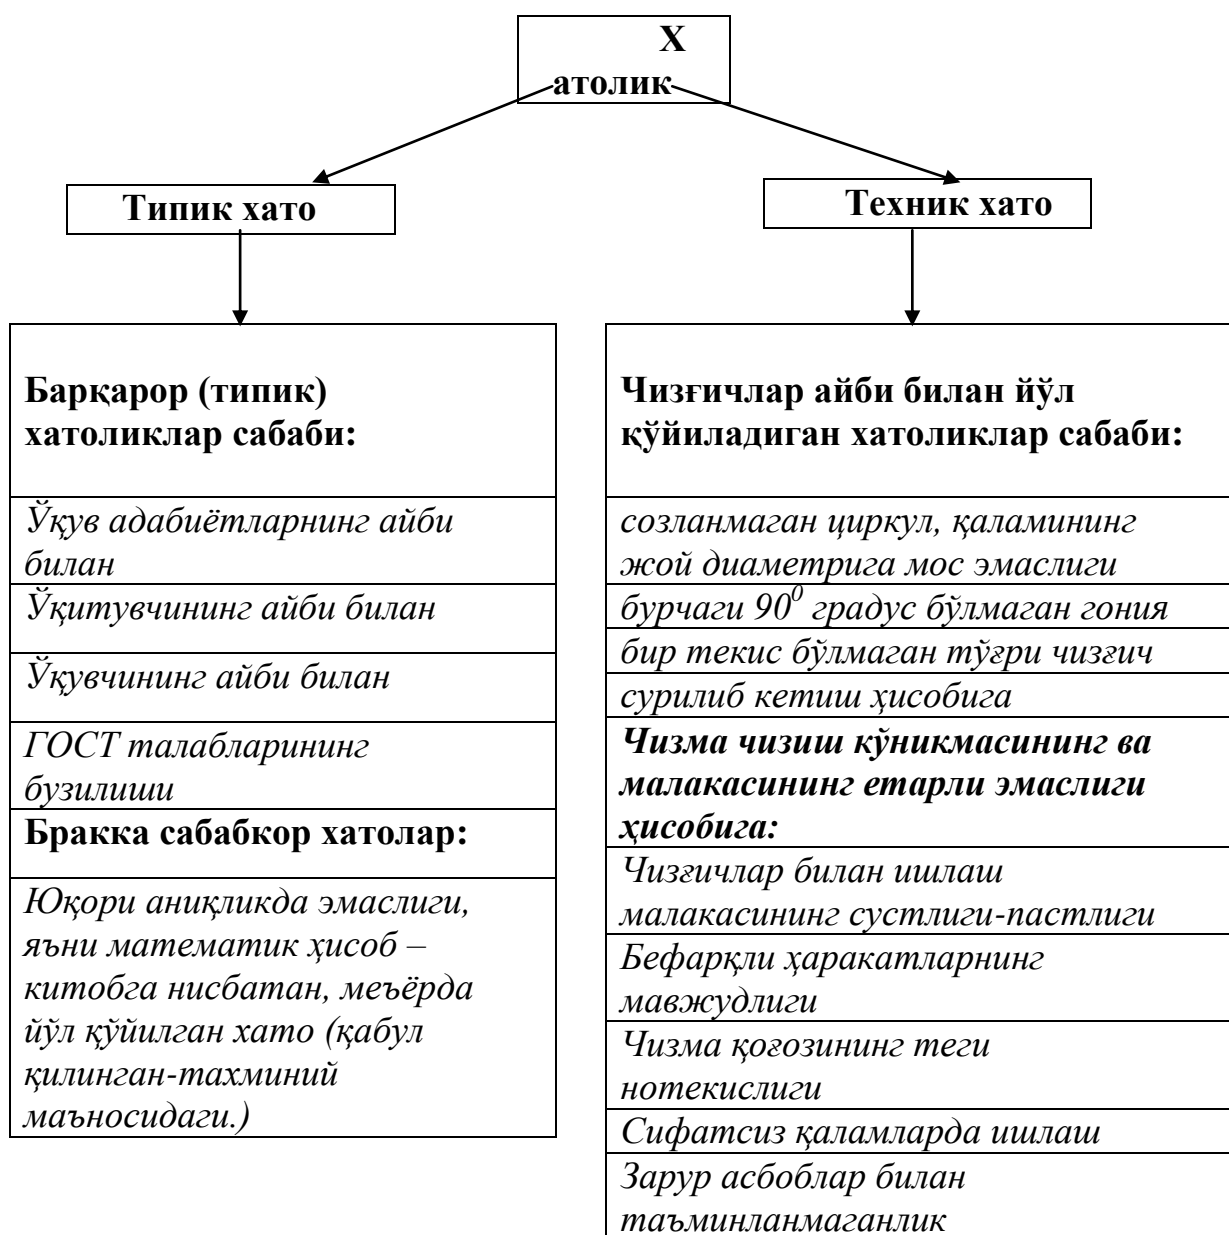 Х
атолик
Типик хато
Техник хато
Барқарор (типик)
хатоликлар сабаби:
Ўқув адабиётларнинг айби
билан
Ўқитувчининг айби билан
Ўқувчининг айби билан
ГОСТ талабларининг
бузилиши
Бракка сабабкор хатолар:
Юқори аниқликда эмаслиги,
яъни математик ҳисоб –
китобга нисбатан, меъёрда
йўл қўйилган хато (қабул
қилинган-тахминий
маъносидаги.)
Чизғичлар айби билан йўл
қўйиладиган хатоликлар сабаби:
созланмаган циркул, қаламининг
жой диаметрига мос эмаслиги
бурчаги 90⁰ градус бўлмаган гония
бир текис бўлмаган тўғри чизғич
сурилиб кетиш ҳисобига
Чизма чизиш кўникмасининг ва
малакасининг етарли эмаслиги
ҳисобига:
Чизғичлар билан ишлаш
малакасининг сустлиги-пастлиги
Бефарқли ҳаракатларнинг
мавжудлиги
Чизма қоғозининг теги
нотекислиги
Сифатсиз қаламларда ишлаш
Зарур асбоблар билан
таъминланмаганлик